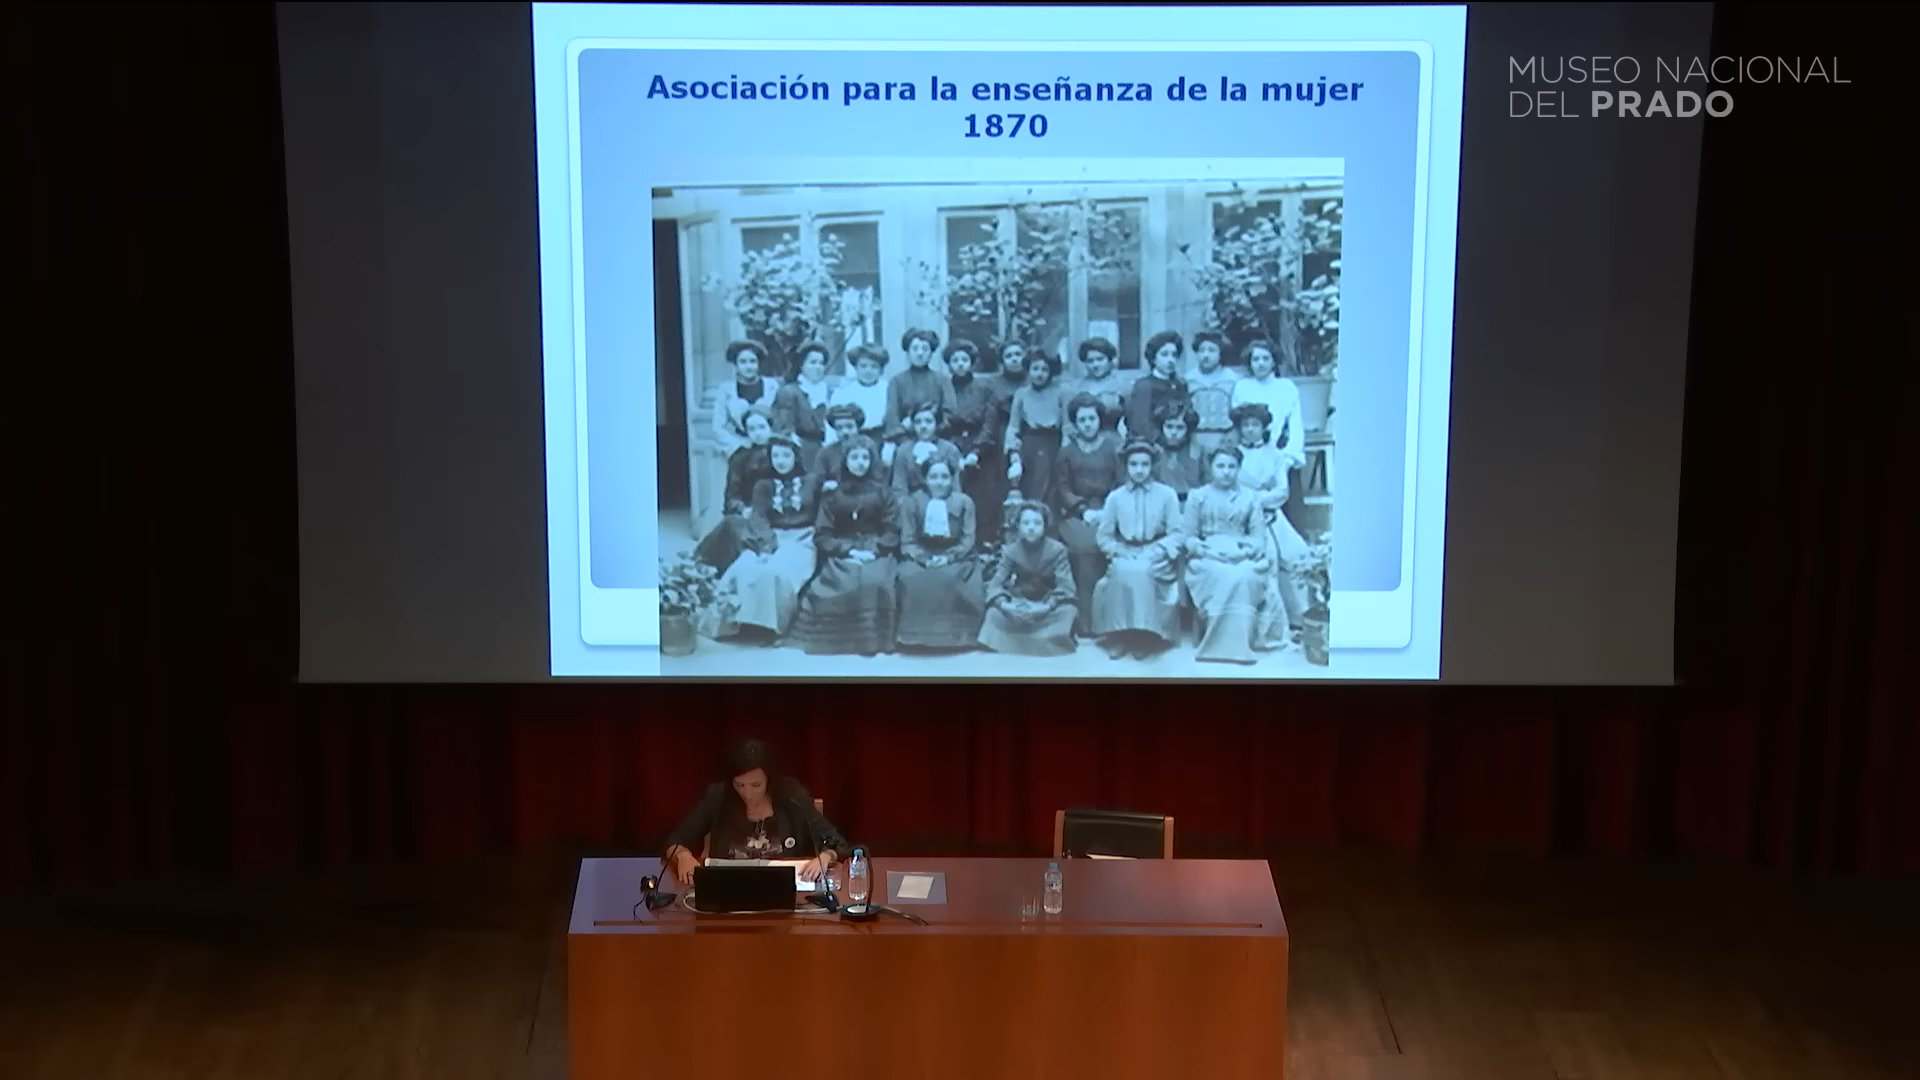 Asociación para la enseñanza de la mujer
1870
MUSEO NACIONAL
DEL PRADO